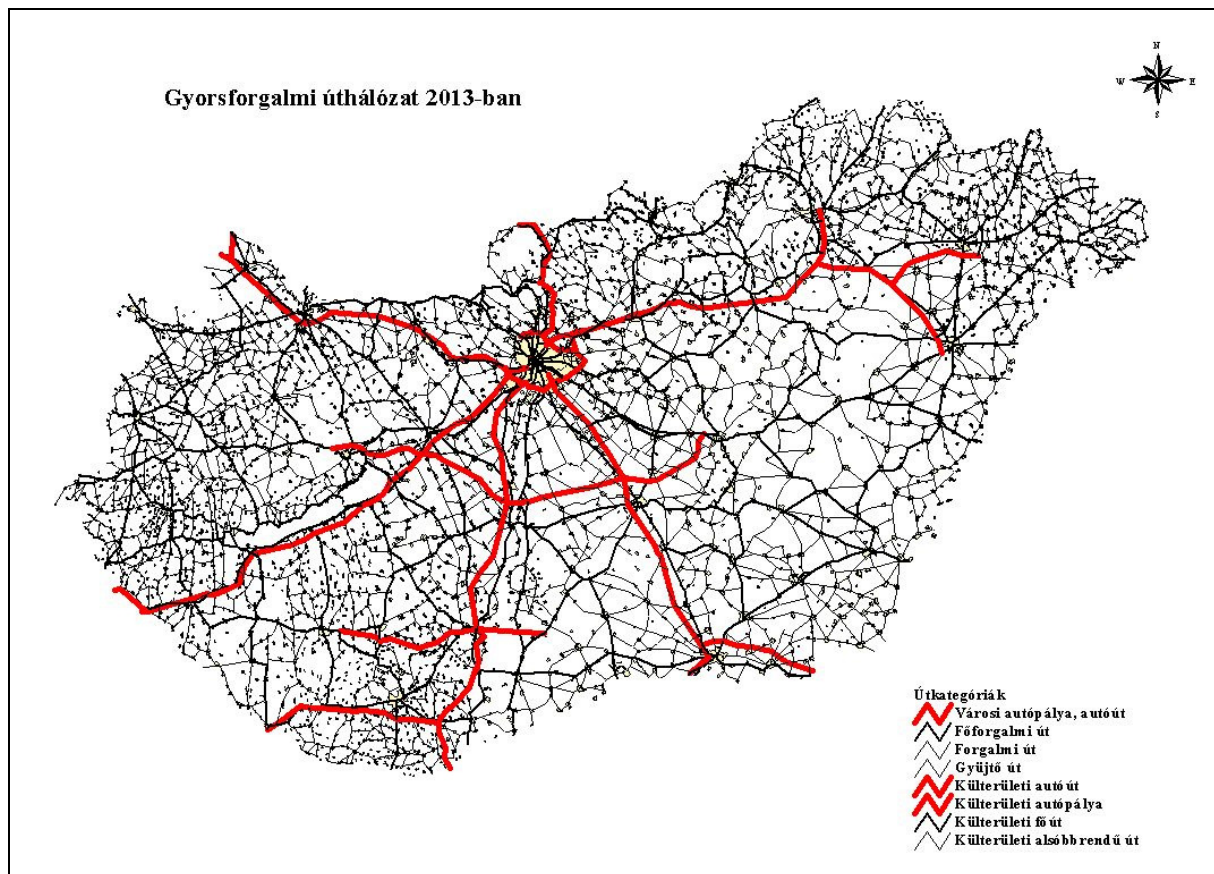 N
W E
S
Gyorsforgalmi úthálózat 2013-ban
Útkategóriák
Városi autópálya, autóút
Főforgalmi út
Forgalmi út
Gyüjtő út
Külterületi autóút
Külterületi autópálya
Külterületi főút
Külterületi alsóbbrendű út